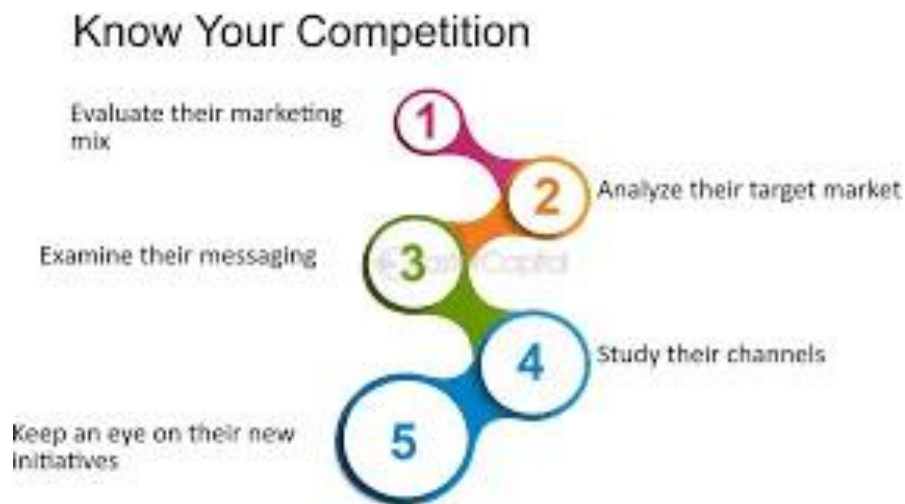 Know Your Competition
Evaluate their marketing
mix
1
2
Analyze their target market
Examine their messaging
3
4
Study their channels
Keep an eye on their new
initiatives
5